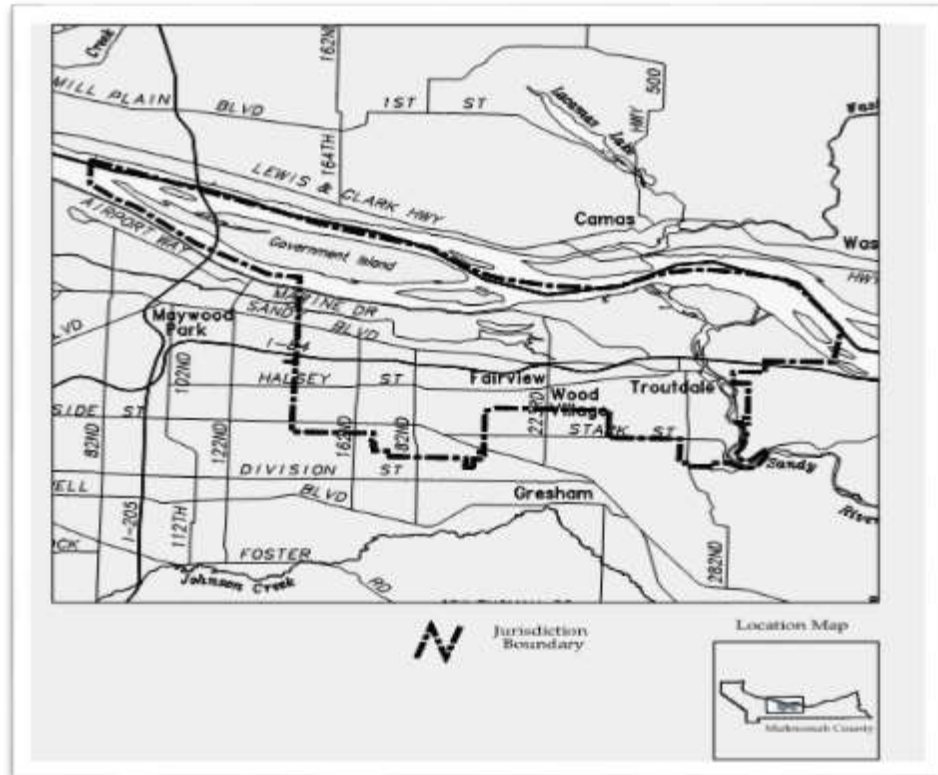 Creek
162ND
MILL PLAIN BLVD
1ST ST
HWY 500
Lacamas Lake
164TH
LEWIS & CLARK HWY
Camas
AIRPORT WAY
Government Island
HWY
MARINE DR
SANDY BLVD
BLVD
Maywood
Park
I-84
102ND
HALSEY ST
Fairview
Troutdale
Wood
Village
SIDE ST
STARK ST
82ND
122ND
162ND
182ND
223RD
DIVISION ST
Sandy
River
ELL BLVD
Gresham
I-205
112TH
FOSTER RD
282ND
OCK
Johnson Creek
Jurisdiction
Boundary
Location Map
Multnomah County